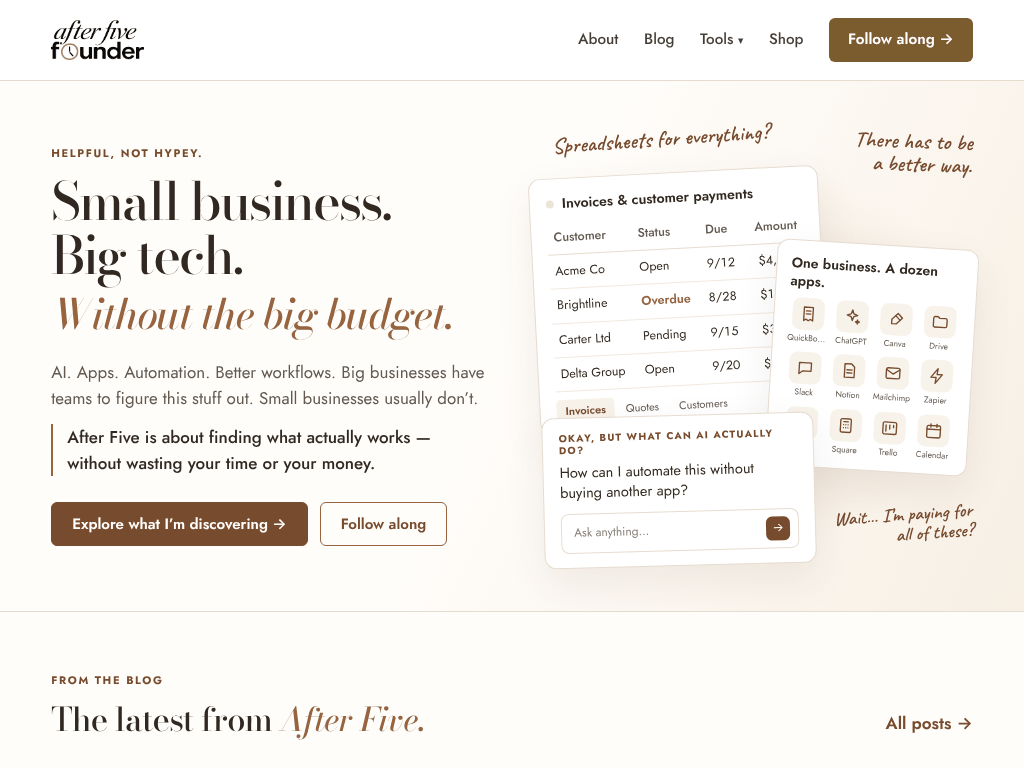 after five
founder
About
Blog
Tools ▾
Shop
Follow along →
HELPFUL, NOT HYPEY.
Small business.
Big tech.
Without the big budget.
AI. Apps. Automation. Better workflows. Big businesses have
teams to figure this stuff out. Small businesses usually don’t.
After Five is about finding what actually works —
without wasting your time or your money.
Explore what I’m discovering →
Follow along
Spreadsheets for everything?
There has to be
a better way.
Invoices & customer payments
Customer Status Due Amount
Acme Co Open 9/12 $4,
Brightline Overdue 8/28 $1
Carter Ltd Pending 9/15
Delta Group Open 9/20 $
Invoices Quotes Customers
One business. A dozen
apps.
QuickBo... ChatGPT Canva Drive
Slack Notion Mailchimp Zapier
Square Trello Calendar
OKAY, BUT WHAT CAN AI ACTUALLY
DO?
How can I automate this without
buying another app?
Ask anything...
→
Wait... I’m paying for
all of these?
FROM THE BLOG
The latest from After Five.
All posts →